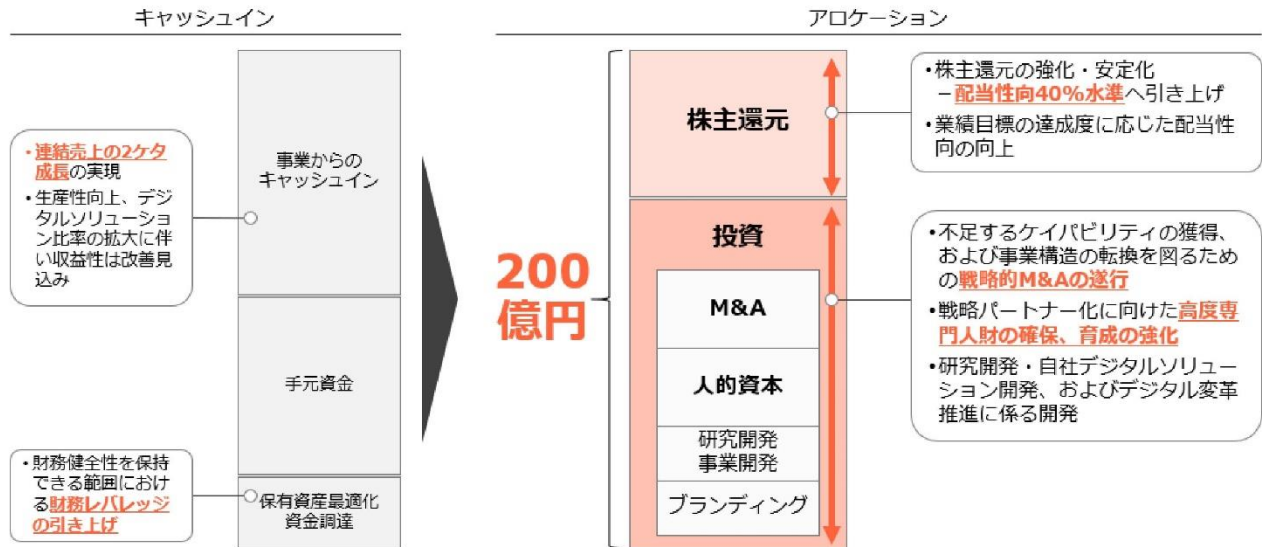 キャッシュイン
アロケーション
・連結売上の2ケタ
成長の実現
・生産性向上、デジ
タルソリューショ
ン比率の拡大に伴
い収益性は改善見
込み
・財務健全性を保持
できる範囲におけ
る財務レバレッジ
の引き上げ
事業からの
キャッシュイン
手元資金
保有資産最適化
資金調達
200
億円
株主還元
投資
M&A
人的資本
研究開発
事業開発
ブランディング
・株主還元の強化・安定化
－配当性向40%水準へ引き上げ
・業績目標の達成度に応じた配当性
向の向上
・不足するケイパビリティの獲得、
および事業構造の転換を図るため
の戦略的M&Aの遂行
・戦略パートナー化に向けた高度専
門人財の確保、育成の強化
・研究開発・自社デジタルソリュー
ション開発、およびデジタル変革
推進に係る開発